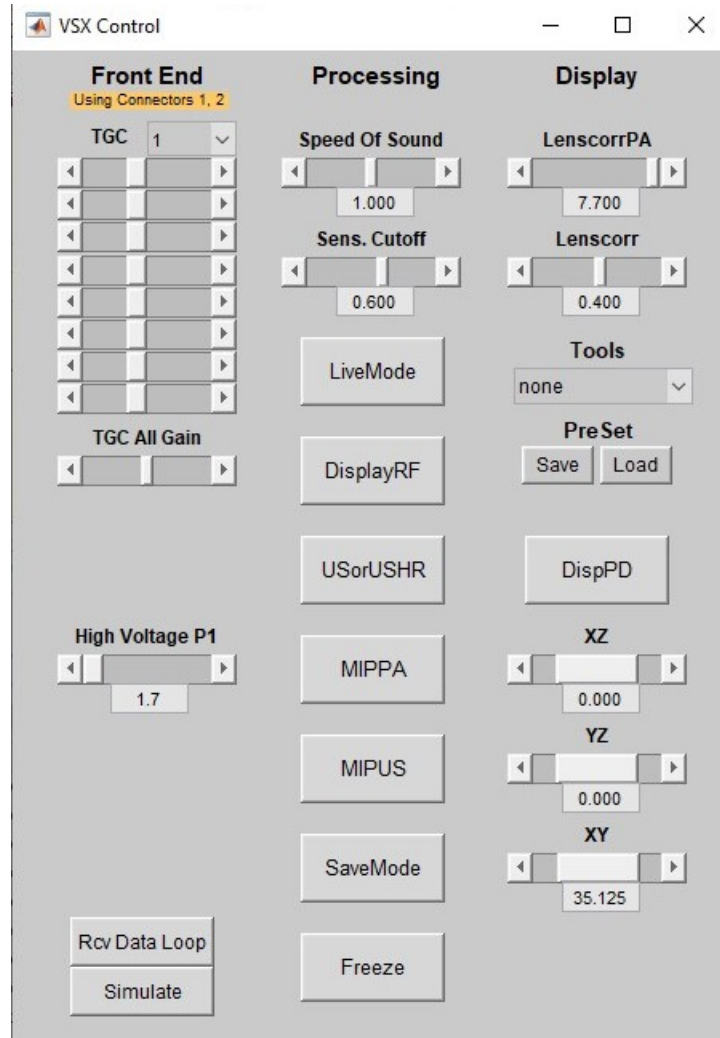 VSX Control
Front End
Using Connectors 1, 2
TGC 1
TGC All Gain
High Voltage P1
1.7
Rcv Data Loop
Simulate
Processing
Speed Of Sound
1.000
Sens. Cutoff
0.600
LiveMode
DisplayRF
USorUSHR
MIPPA
MIPUS
SaveMode
Freeze
Display
LenscorrPA
7.700
Lenscorr
0.400
Tools
none
PreSet
Save Load
DispPD
XZ
0.000
YZ
0.000
XY
35.125